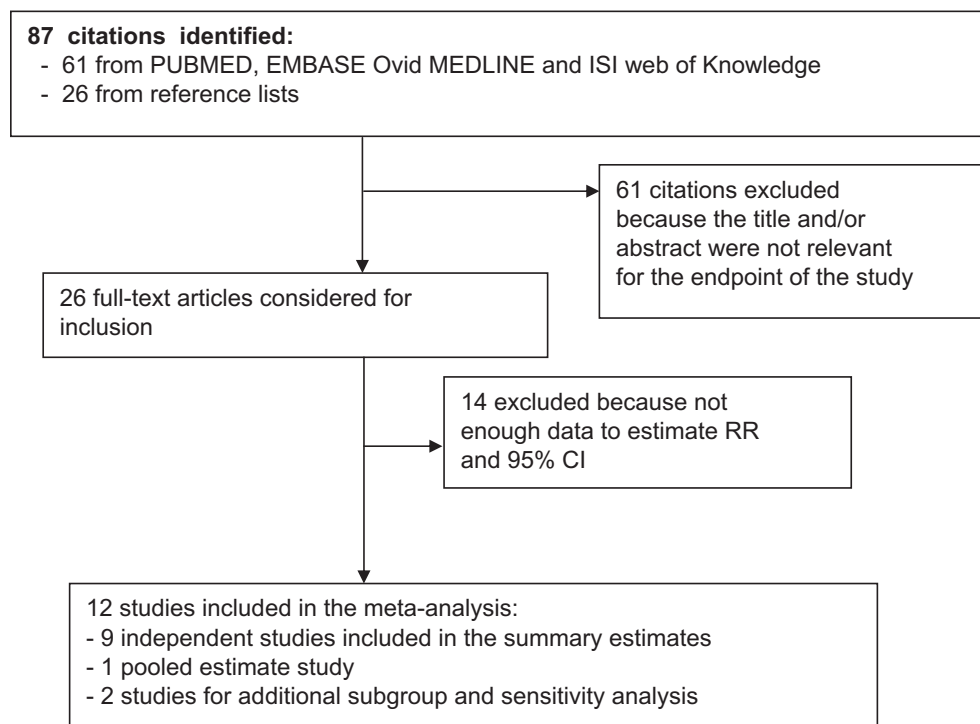 87 citations identified:
- 61 from PUBMED, EMBASE Ovid MEDLINE and ISI web of Knowledge
- 26 from reference lists
61 citations excluded
because the title and/or
abstract were not relevant
for the endpoint of the study
26 full-text articles considered for
inclusion
14 excluded because not
enough data to estimate RR
and 95% CI
12 studies included in the meta-analysis:
- 9 independent studies included in the summary estimates
- 1 pooled estimate study
- 2 studies for additional subgroup and sensitivity analysis